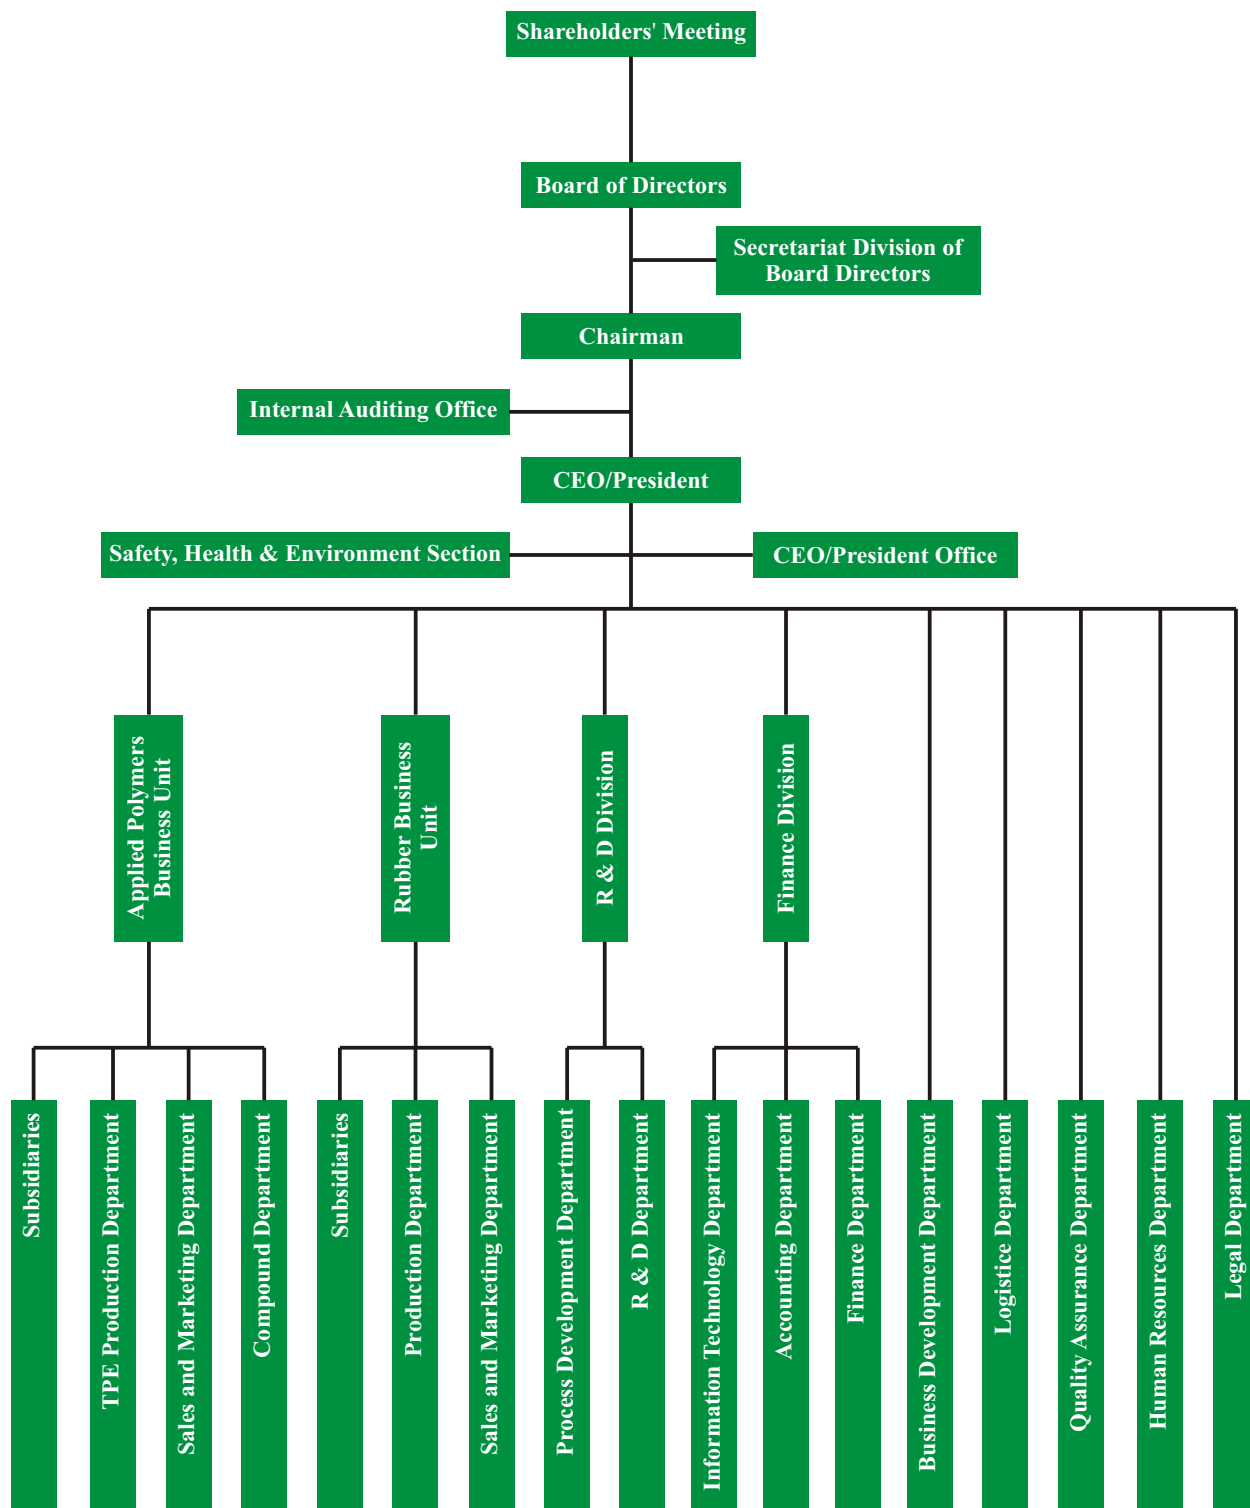 Shareholders' Meeting
Board of Directors
Secretariat Division of
Board Directors
Chairman
Internal Auditing Office
CEO/President
Safety, Health & Environment Section
CEO/President Office
Applied Polymers
Business Unit
Rubber Business
Unit
R & D Division
Finance Division
Subsidiaries
TPE Production Department
Sales and Marketing Department
Compound Department
Subsidiaries
Production Department
Sales and Marketing Department
Process Development Department
R & D Department
Information Technology Department
Accounting Department
Finance Department
Business Development Department
Logistice Department
Quality Assurance Department
Human Resources Department
Legal Department